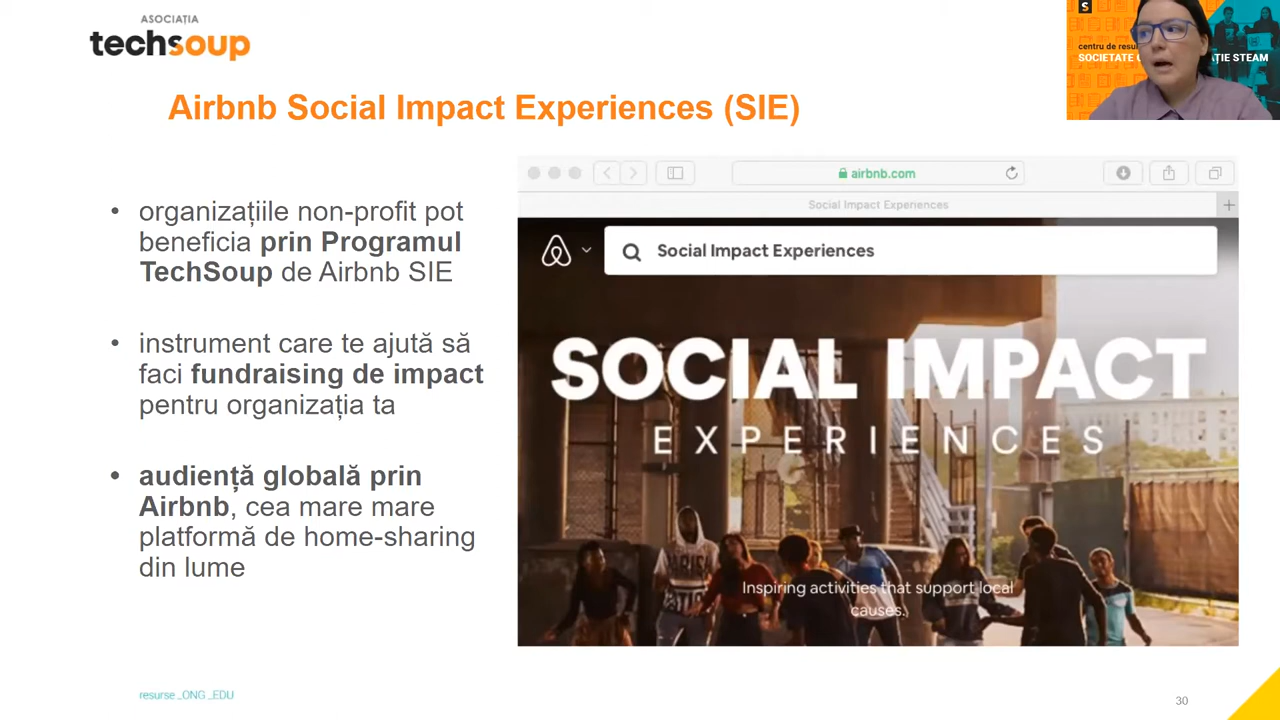 ASOCIAȚIA
techsoup
centru de resur
SOCIETATE
AȚIE STEAM
Airbnb Social Impact Experiences (SIE)
• organizațiile non-profit pot
beneficia prin Programul
TechSoup de Airbnb SIE
• instrument care te ajută să
faci fundraising de impact
pentru organizația ta
• audiență globală prin
Airbnb, cea mare mare
platformă de home-sharing
din lume
airbnb.com
Social Impact Experiences
Social Impact Experiences
SOCIAL IMPACT
EXPERIENCES
Inspiring activities that support local
causes.
resurse_ONG_EDU
30